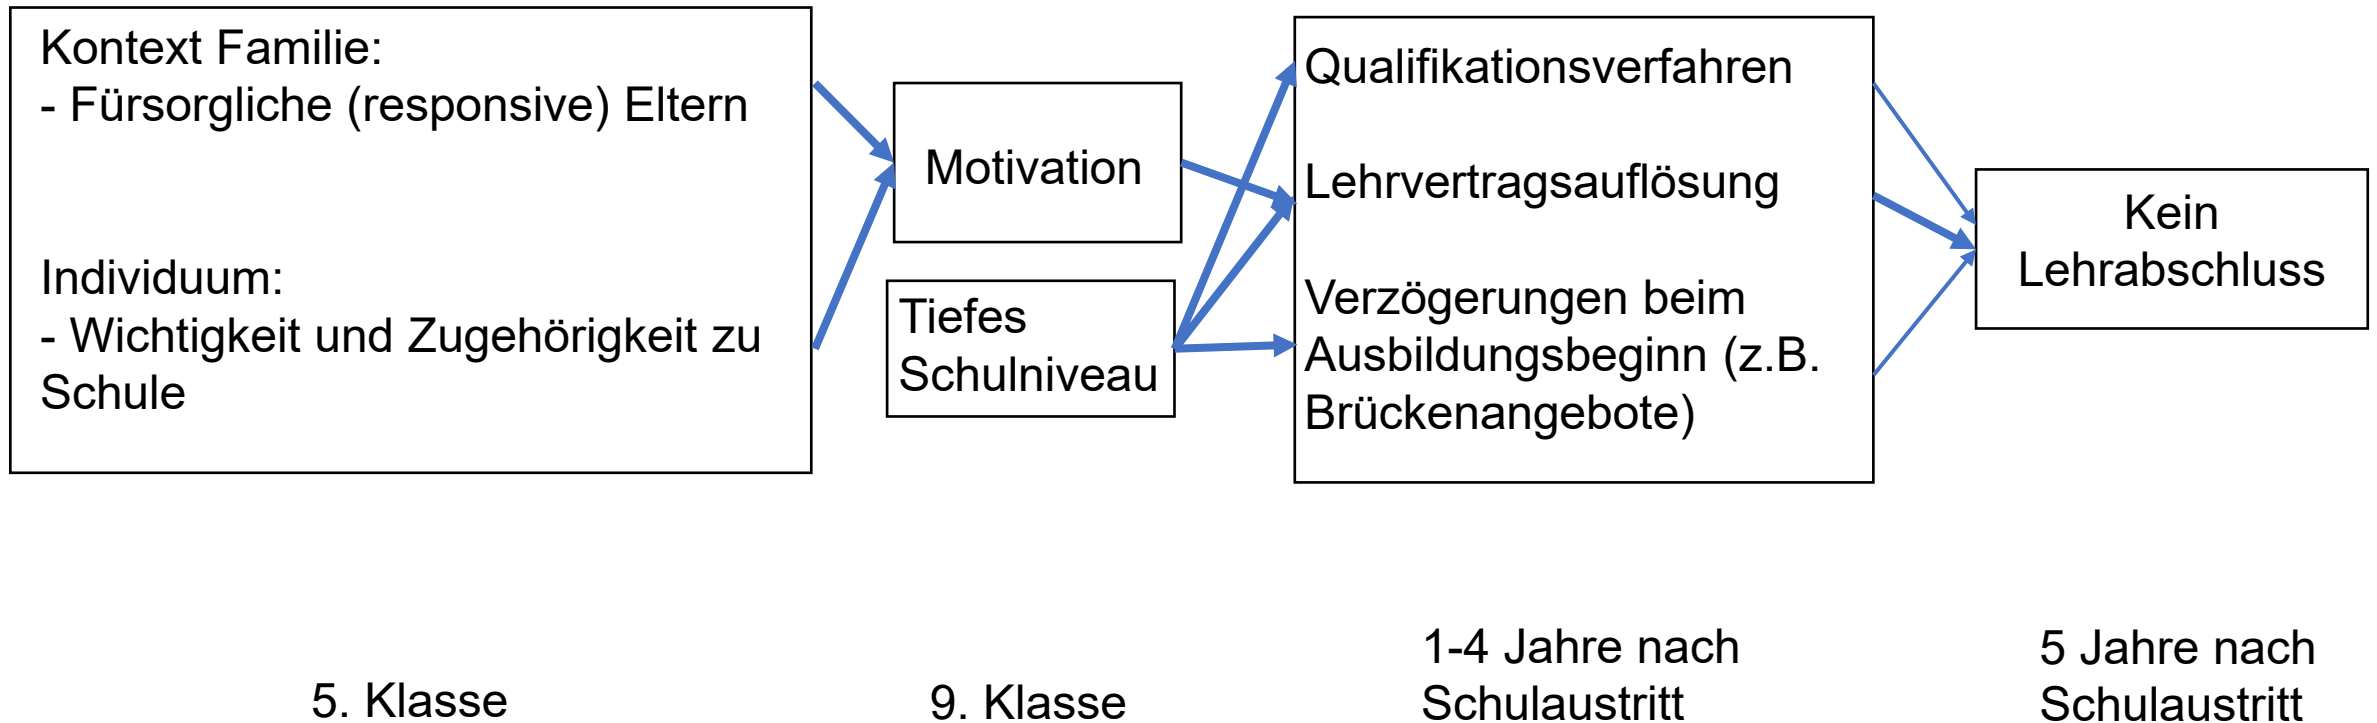 Kontext Familie:
- Fürsorgliche (responsive) Eltern
Individuum:
- Wichtigkeit und Zugehörigkeit zu
Schule
Motivation
Tiefes
Schulniveau
Qualifikationsverfahren
Lehrvertragsauflösung
Verzögerungen beim
Ausbildungsbeginn (z.B.
Brückenangebote)
Kein
Lehrabschluss
5. Klasse
9. Klasse
1-4 Jahre nach
Schulaustritt
5 Jahre nach
Schulaustritt